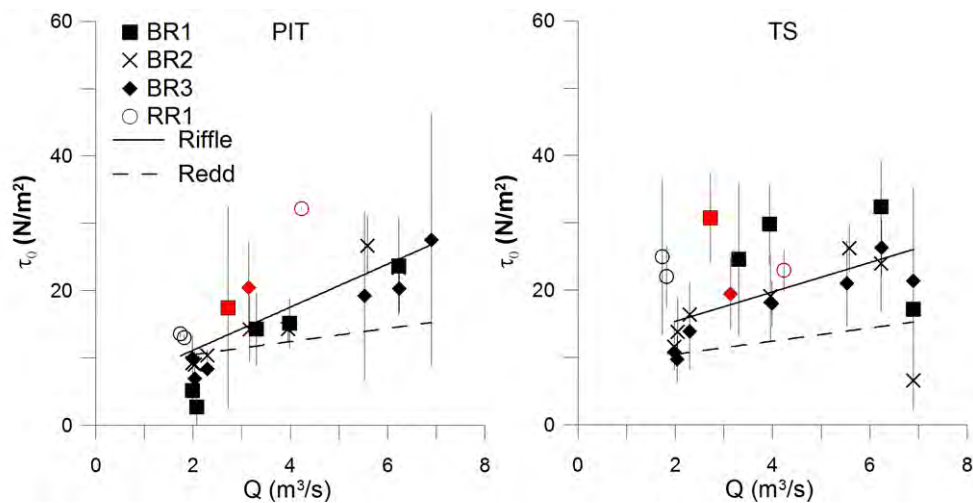 PIT
TS
BR1
BR2
BR3
RR1
Riffle
Redd
τ₀ (N/m²)
60
40
20
0
0 2 4 6 8
Q (m³/s)
τ₀ (N/m²)
60
40
20
0
0 2 4 6 8
Q (m³/s)